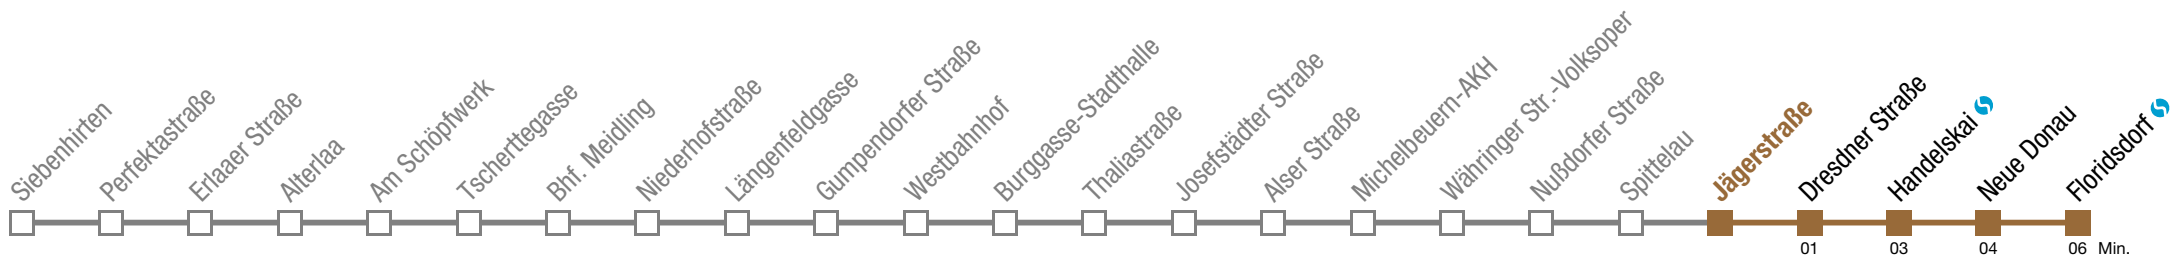 Siebenhirten
Perfektastraße
Erlaaer Straße
Alterlaa
Am Schöpfwerk
Tscherttegasse
Bhf. Meidling
Niederhofstraße
Längenfeldgasse
Gumpendorfer Straße
Westbahnhof
Burggasse-Stadthalle
Thaliastraße
Josefstädter Straße
Alser Straße
Michelbeuern-AKH
Währinger Str.-Volksoper
Nußdorfer Straße
Spittelau
Jägerstraße
Dresdner Straße
Handelskai
Neue Donau
Floridsdorf
01 03 04 06 Min.